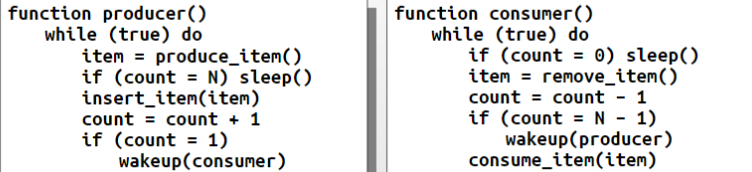 function producer()
while (true) do
item = produce_item()
if (count = N) sleep()
insert_item(item)
count = count + 1
if (count = 1)
wakeup(consumer)
function consumer()
while (true) do
if (count = 0) sleep()
item = remove_item()
count = count - 1
if (count = N - 1)
wakeup(producer)
consume_item(item)